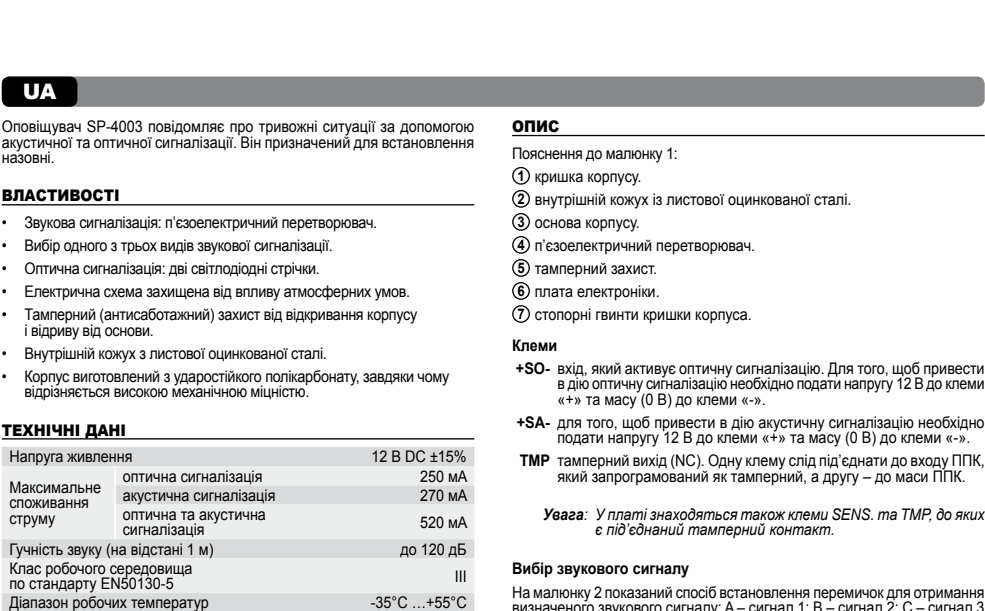 UA
Оповіщувач SP-4003 повідомляє про тривожні ситуації за допомогою
акустичної та оптичної сигналізації. Він призначений для встановлення
назовні.
ВЛАСТИВОСТІ
• Звукова сигналізація: п’єзоелектричний перетворювач.
• Вибір одного з трьох видів звукової сигналізації.
• Оптична сигналізація: дві світлодіодні стрічки.
• Електрична схема захищена від впливу атмосферних умов.
• Тамперний (антисаботажний) захист від відкривання корпусу
і відриву від основи.
• Внутрішній кожух з листової оцинкованої сталі.
• Корпус виготовлений з ударостійкого полікарбонату, завдяки чому
відрізняється високою механічною міцністю.
ТЕХНІЧНІ ДАНІ
Напруга живлення 12 В DC ±15%
Максимальне споживання струму
оптична сигналізація 250 мА
акустична сигналізація 270 мА
оптична та акустична
сигналізація 520 мА
Гучність звуку (на відстані 1 м) до 120 дБ
Клас робочого середовища
по стандарту EN50130-5 III
Діапазон робочих температур -35°C …+55°C
ОПИС
Пояснення до малюнку 1:
① кришка корпусу.
② внутрішній кожух із листової оцинкованої сталі.
③ основа корпусу.
④ п’єзоелектричний перетворювач.
⑤ тамперний захист.
⑥ плата електроніки.
⑦ стопорні гвинти кришки корпуса.
Клеми
+SO- вхід, який активує оптичну сигналізацію. Для того, щоб привести
в дію оптичну сигналізацію необхідно подати напругу 12 В до клеми
«+» та масу (0 В) до клеми «-».
+SA- для того, щоб привести в дію акустичну сигналізацію необхідно
подати напругу 12 В до клеми «+» та масу (0 В) до клеми «-».
TMP тамперний вихід (NC). Одну клему слід під’єднати до входу ППК,
який запрограмований як тамперний, а другу – до маси ППК.
Увага: У платі знаходяться також клеми SENS. та TMP, до яких
є під’єднаний тамперний контакт.
Вибір звукового сигналу
На малюнку 2 показаний спосіб встановлення перемичок для отримання
визначеного звукового сигналу: A – сигнал 1; B – сигнал 2; C – сигнал 3